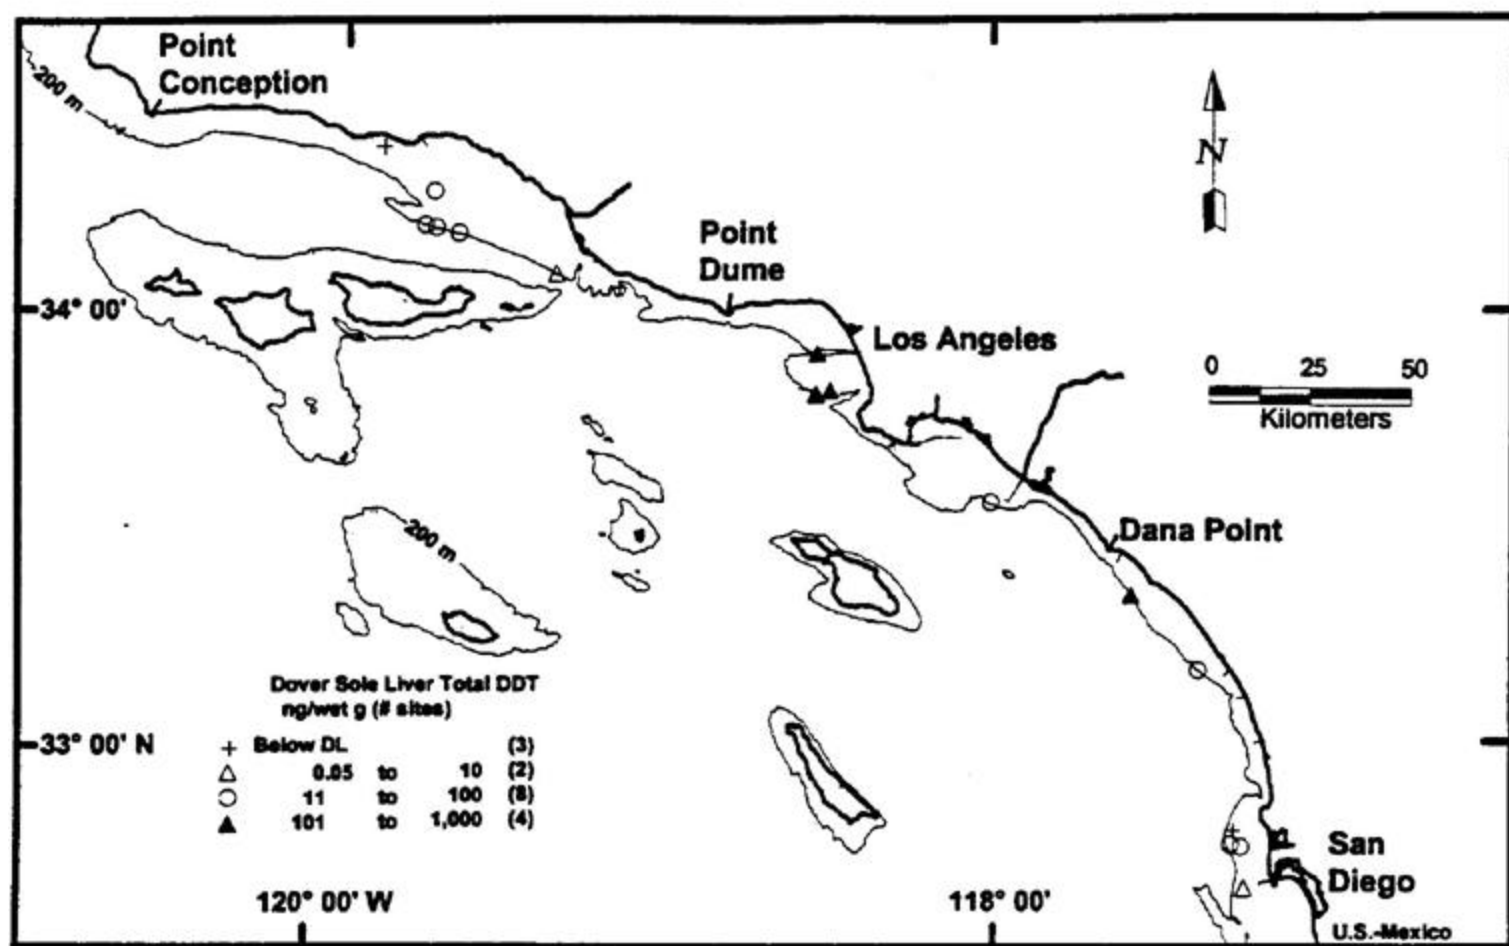 Point
Conception
200 m
N
Point
Dume
34° 00'
Los Angeles
0 25 50
Kilometers
200 m
Dana Point
Dover Sole Liver Total DDT
ng/wet g (# sites)
33° 00' N
Below DL (3)
0.05 to 10 (2)
11 to 100 (8)
101 to 1,000 (4)
San
Diego
120° 00' W
118° 00'
U.S.-Mexico